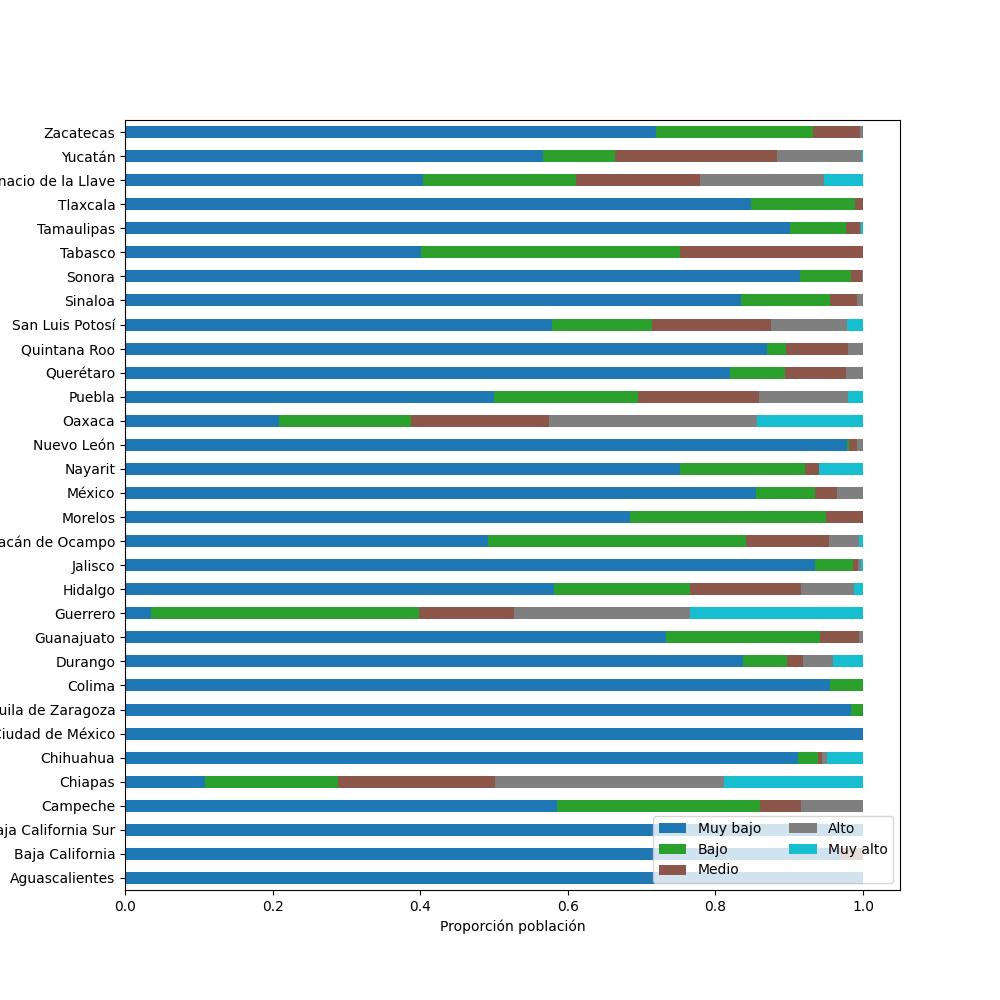 Zacatecas
Yucatán
nacio de la Llave
Tlaxcala
Tamaulipas
Tabasco
Sonora
Sinaloa
San Luis Potosí
Quintana Roo
Querétaro
Puebla
Oaxaca
Nuevo León
Nayarit
México
Morelos
acán de Ocampo
Jalisco
Hidalgo
Guerrero
Guanajuato
Durango
Colima
uila de Zaragoza
Ciudad de México
Chihuahua
Chiapas
Campeche
aja California Sur
Baja California
Aguascalientes
Muy bajo Alto
Bajo Muy alto
Medio
0.0 0.2 0.4 0.6 0.8 1.0
Proporción población